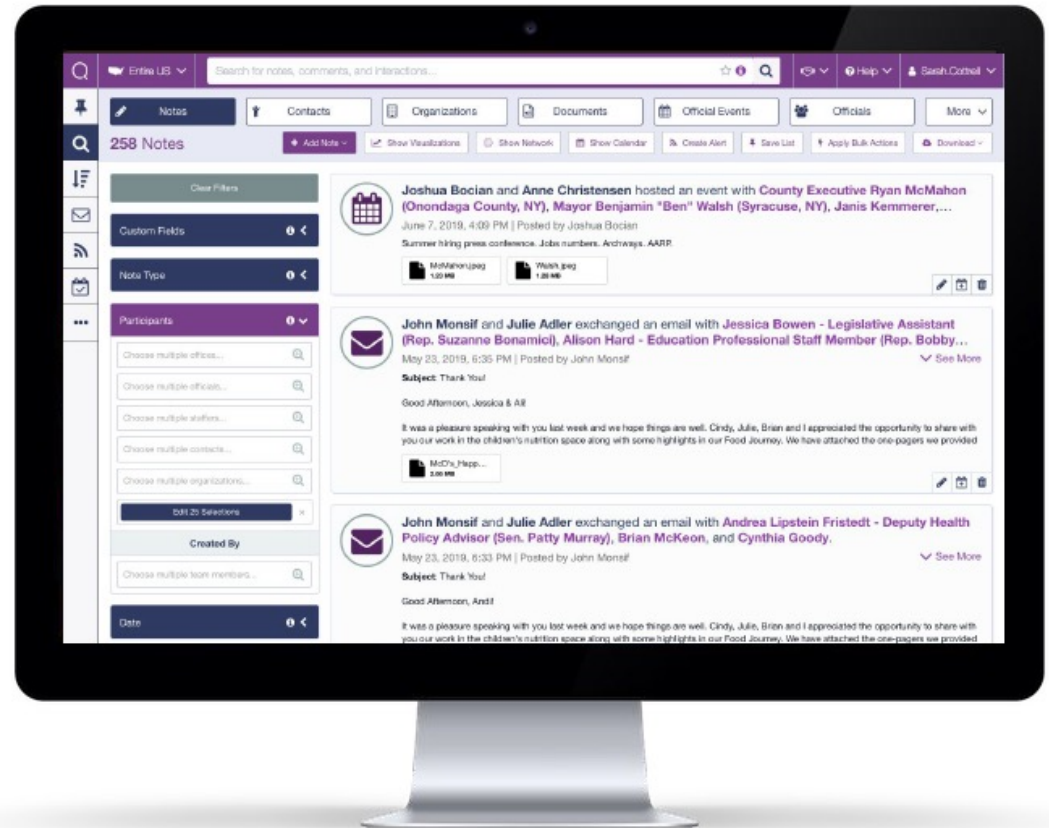 Entire US
Search for notes, comments, and interactions...
Help
Sarah.Cottrell
Notes
Contacts
Organizations
Documents
Official Events
Officials
More
258 Notes
Add Note
Show Visualizations
Show Network
Show Calendar
Create Alert
Save List
Apply Bulk Actions
Download
Clear Filters
Custom Fields
Note Type
Participants
Choose multiple offices...
Choose multiple officials...
Choose multiple staffers...
Choose multiple contacts...
Choose multiple organizations...
Edit 25 Selections
Created By
Choose multiple team members...
Date
Joshua Bocian and Anne Christensen hosted an event with County Executive Ryan McMahon
(Onondaga County, NY), Mayor Benjamin "Ben" Walsh (Syracuse, NY), Janis Kemmerer,...
June 7, 2019, 4:09 PM | Posted by Joshua Bocian
Summer hiring press conference. Jobs numbers. Archways. AARP.
McMahon.jpeg
Walsh.jpeg
John Monsif and Julie Adler exchanged an email with Jessica Bowen - Legislative Assistant
(Rep. Suzanne Bonamici), Alison Hard - Education Professional Staff Member (Rep. Bobby...
May 23, 2019, 6:35 PM | Posted by John Monsif
See More
Subject: Thank You!
Good Afternoon, Jessica & Ali!
It was a pleasure speaking with you last week and we hope things are well. Cindy, Julie, Brian and I appreciated the opportunity to share with
you our work in the children's nutrition space along with some highlights in our Food Journey. We have attached the one-pagers we provided
McD's_Happ...
John Monsif and Julie Adler exchanged an email with Andrea Lipstein Fristedt - Deputy Health
Policy Advisor (Sen. Patty Murray), Brian McKeon, and Cynthia Goody.
May 23, 2019, 6:33 PM | Posted by John Monsif
See More
Subject: Thank You!
Good Afternoon, Andi!
It was a pleasure speaking with you last week and we hope things are well. Cindy, Julie, Brian and I appreciated the opportunity to share with
you our work in the children's nutrition space along with some highlights in our Food Journey. We have attached the one-pagers we provided